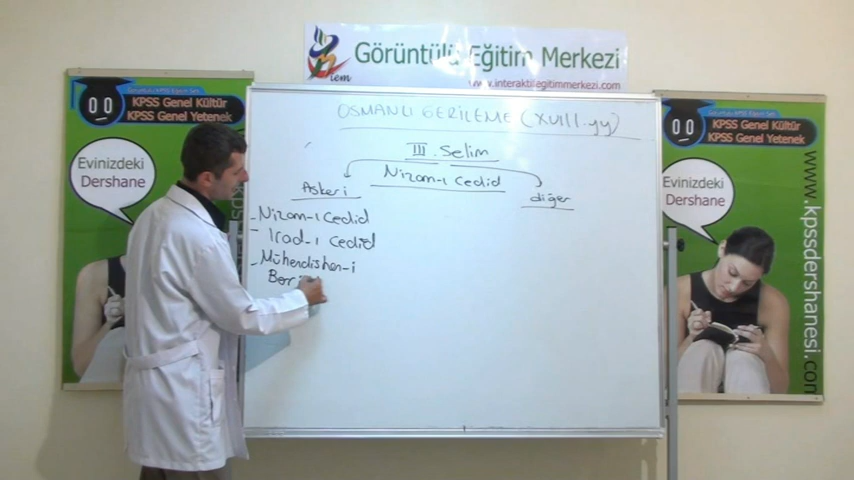 Görüntülü Eğitim Merkezi
iem
www.interaktifegitimmerkezi.com
KPSS Genel Kültür
KPSS Genel Yetenek
Evinizdeki
Dershane
OSMANLI GERİLEME (XVIII.yy)
III. Selim
Nizam-ı Cedid
Askeri
diğer
- Nizam-ı Cedid
- İrad-ı Cedid
- Mühendishan-i
Berri
KPSS Genel Kültür
KPSS Genel Yetenek
Evinizdeki
Dershane
www.kpssdershanesi.com